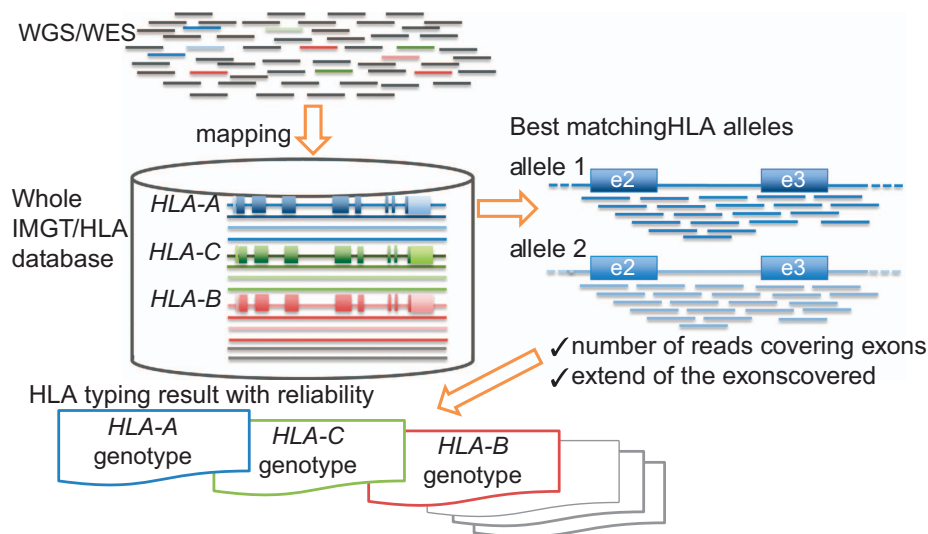 WGS/WES
mapping
Whole
IMGT/HLA
database
HLA-A
HLA-C
HLA-B
Best matchingHLA alleles
allele 1
e2 e3
allele 2
e2 e3
✓number of reads covering exons
✓extend of the exonscovered
HLA typing result with reliability
HLA-A
genotype
HLA-C
genotype
HLA-B
genotype